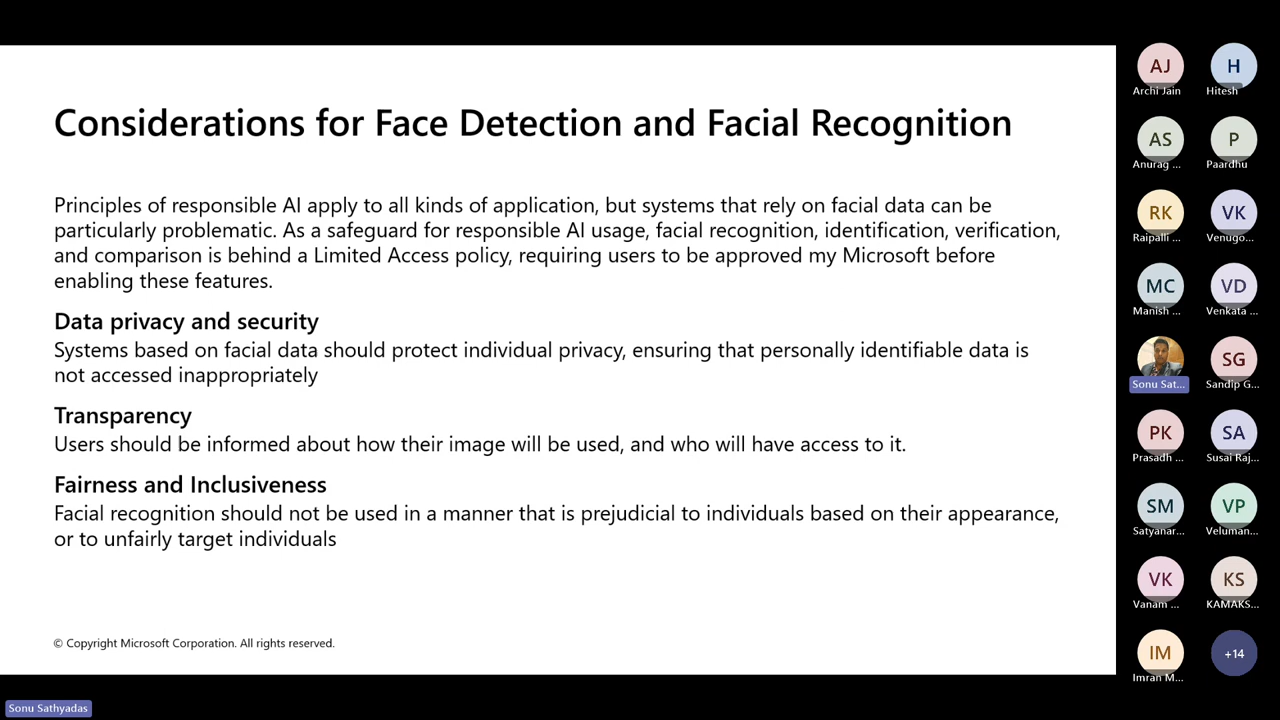 Considerations for Face Detection and Facial Recognition
Principles of responsible AI apply to all kinds of application, but systems that rely on facial data can be
particularly problematic. As a safeguard for responsible AI usage, facial recognition, identification, verification,
and comparison is behind a Limited Access policy, requiring users to be approved my Microsoft before
enabling these features.
Data privacy and security
Systems based on facial data should protect individual privacy, ensuring that personally identifiable data is
not accessed inappropriately
Transparency
Users should be informed about how their image will be used, and who will have access to it.
Fairness and Inclusiveness
Facial recognition should not be used in a manner that is prejudicial to individuals based on their appearance,
or to unfairly target individuals
© Copyright Microsoft Corporation. All rights reserved.
AJ H
Archi Jain Hitesh
AS P
Anurag ... Paardhu
RK VK
Raipalli ... Venugo...
MC VD
Manish ... Venkata ...
SG
Sonu Sat... Sandip G...
PK SA
Prasadh ... Susai Raj...
SM VP
Satyanar... Veluman...
VK KS
Vanam ... KAMAKS...
IM +14
Imran M...
Sonu Sathyadas